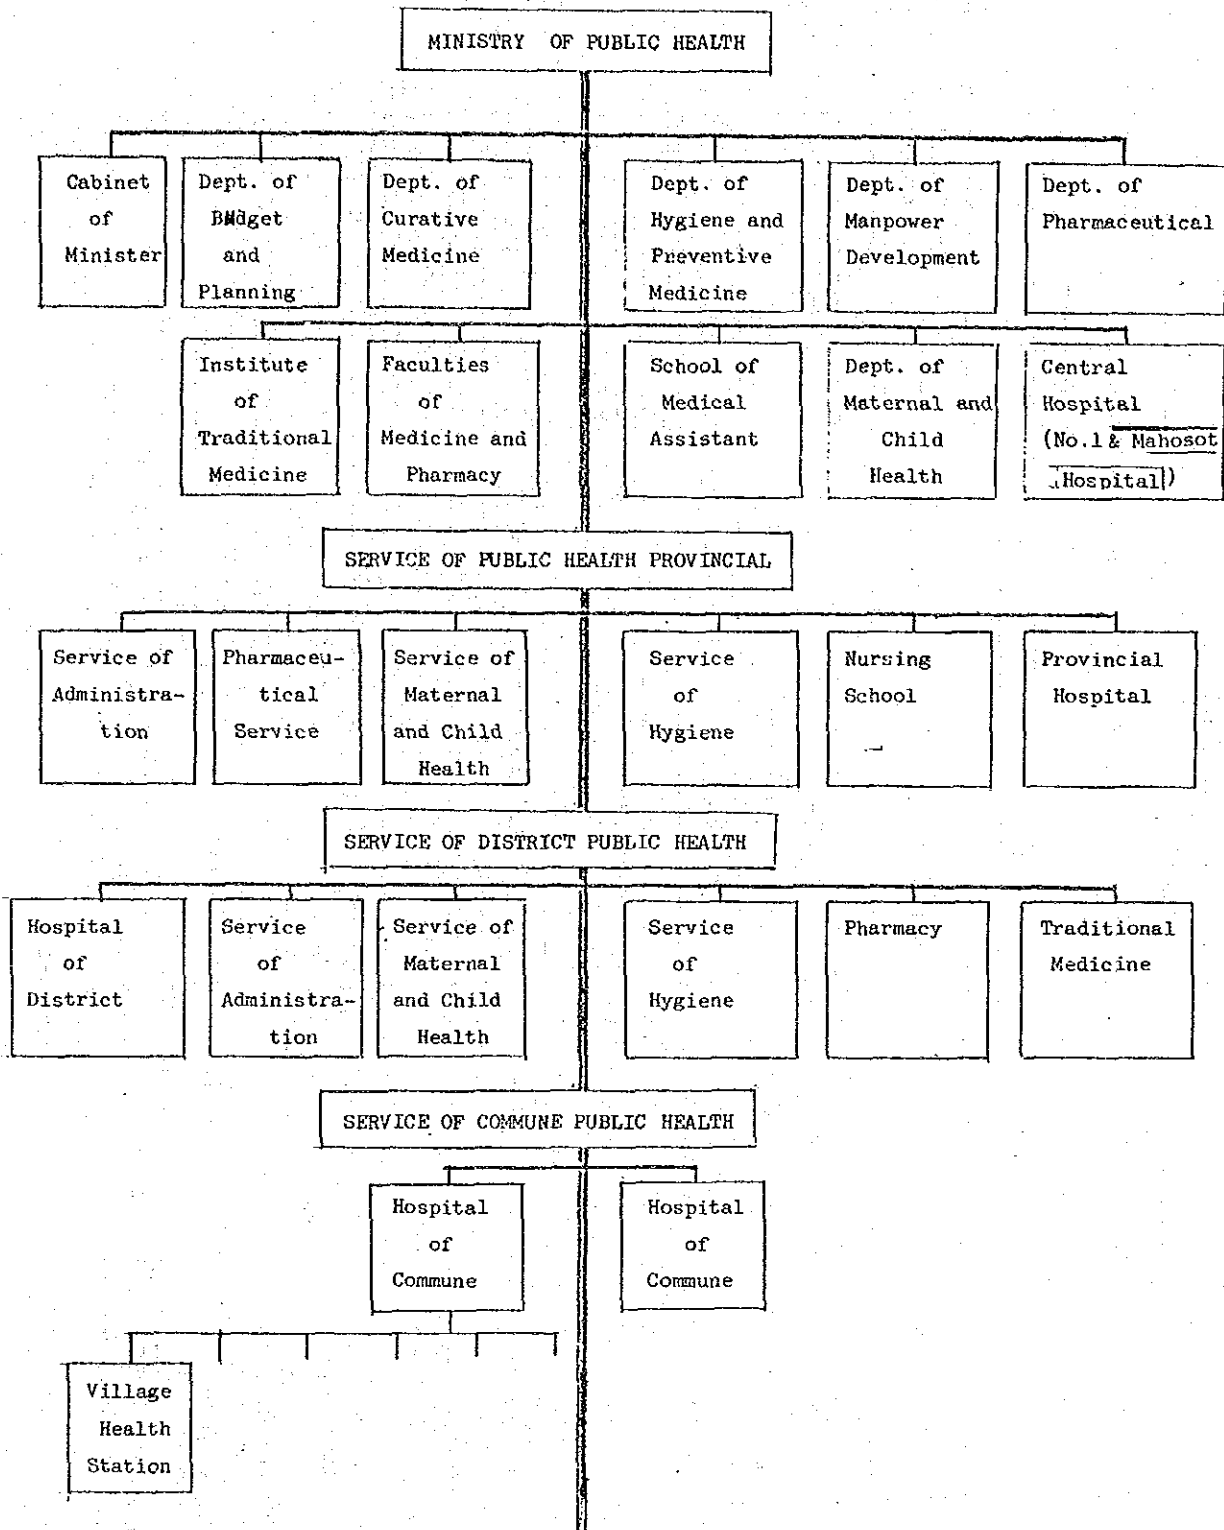 MINISTRY OF PUBLIC HEALTH
Cabinet
of
Minister
Dept. of
Budget
and
Planning
Dept. of
Curative
Medicine
Dept. of
Hygiene and
Preventive
Medicine
Dept. of
Manpower
Development
Dept. of
Pharmaceutical
Institute
of
Traditional
Medicine
Faculties
of
Medicine and
Pharmacy
School of
Medical
Assistant
Dept. of
Maternal and
Child
Health
Central
Hospital
(No.1 & Mahosot
Hospital)
SERVICE OF PUBLIC HEALTH PROVINCIAL
Service of
Administra-
tion
Pharmaceu-
tical
Service
Service of
Maternal
and Child
Health
Service
of
Hygiene
Nursing
School
Provincial
Hospital
SERVICE OF DISTRICT PUBLIC HEALTH
Hospital
of
District
Service
of
Administra-
tion
Service of
Maternal
and Child
Health
Service
of
Hygiene
Pharmacy
Traditional
Medicine
SERVICE OF COMMUNE PUBLIC HEALTH
Hospital
of
Commune
Hospital
of
Commune
Village
Health
Station